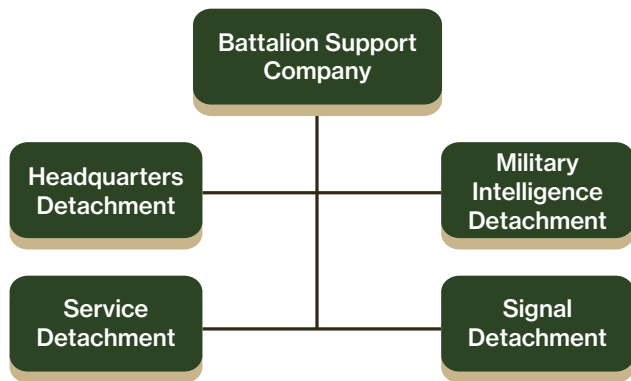 Battalion Support
Company
Headquarters
Detachment
Military
Intelligence
Detachment
Service
Detachment
Signal
Detachment